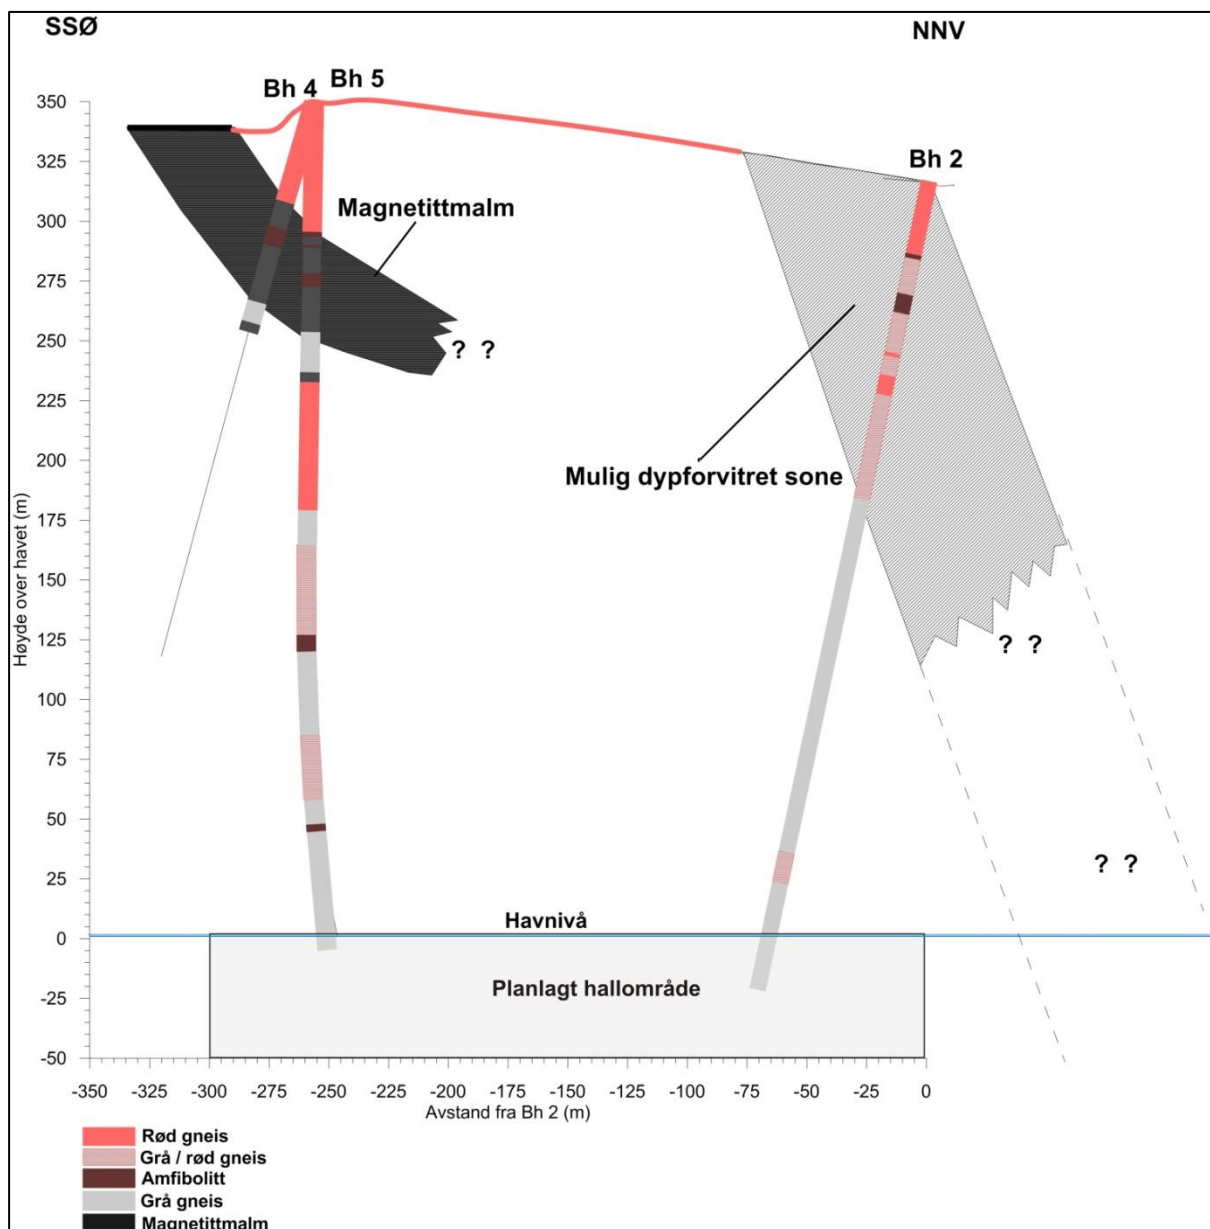 SSØ
NNV
Bh 4
Bh 5
Bh 2
350
325
300
275
250
225
200
175
150
125
100
75
50
25
0
-25
-50
Høyde over havet (m)
Magnetittmalm
? ?
Mulig dypforvitret sone
? ?
? ?
Havnivå
Planlagt hallområde
-350 -325 -300 -275 -250 -225 -200 -175 -150 -125 -100 -75 -50 -25 0
Avstand fra Bh 2 (m)
Rød gneis
Grå / rød gneis
Amfibolitt
Grå gneis
Magnetittmalm